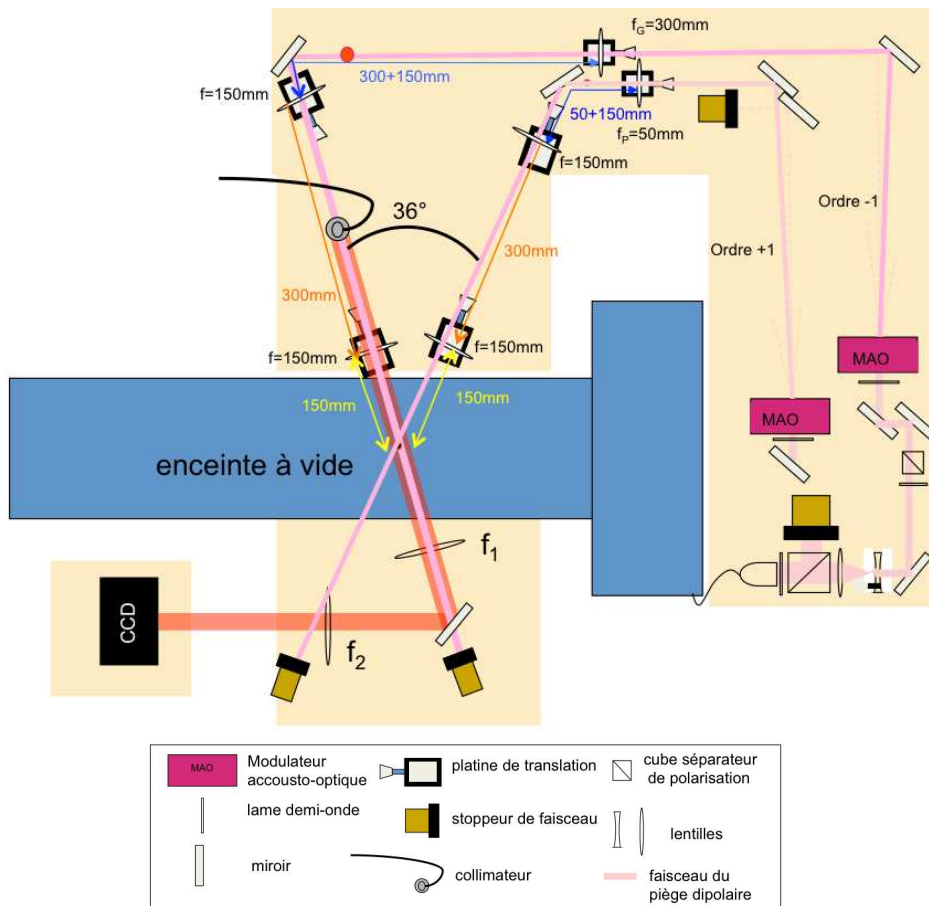 f_G=300mm
300+150mm
f=150mm
50+150mm
f_P=50mm
f=150mm
Ordre -1
36°
Ordre +1
300mm
300mm
f=150mm
f=150mm
MAO
150mm
150mm
MAO
enceinte à vide
f₁
CCD
f₂
MAO
Modulateur
accousto-optique
platine de translation
cube séparateur
de polarisation
lame demi-onde
stoppeur de faisceau
lentilles
miroir
collimateur
faisceau du
piège dipolaire